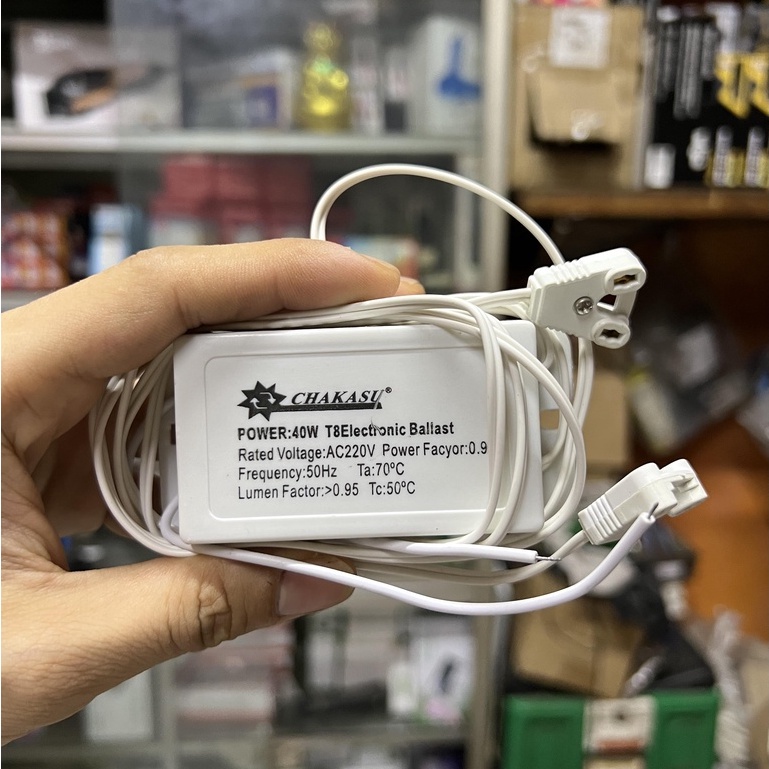 CHAKASU®
POWER:40W T8Electronic Ballast
Rated Voltage:AC220V Power Facyor:0.9
Frequency:50Hz Ta:70°C
Lumen Factor:>0.95 Tc:50°C